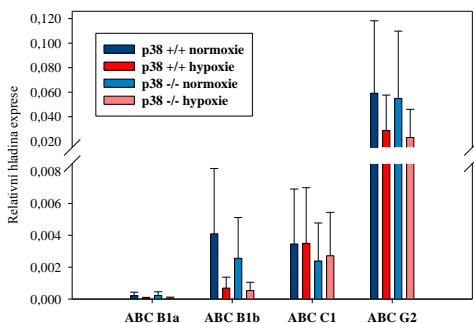 0,120
0,100
0,080
0,060
0,040
0,020
0,008
0,006
0,004
0,002
0,000
Relativní hladina exprese
p38 +/+ normoxie
p38 +/+ hypoxie
p38 -/- normoxie
p38 -/- hypoxie
ABC B1a ABC B1b ABC C1 ABC G2